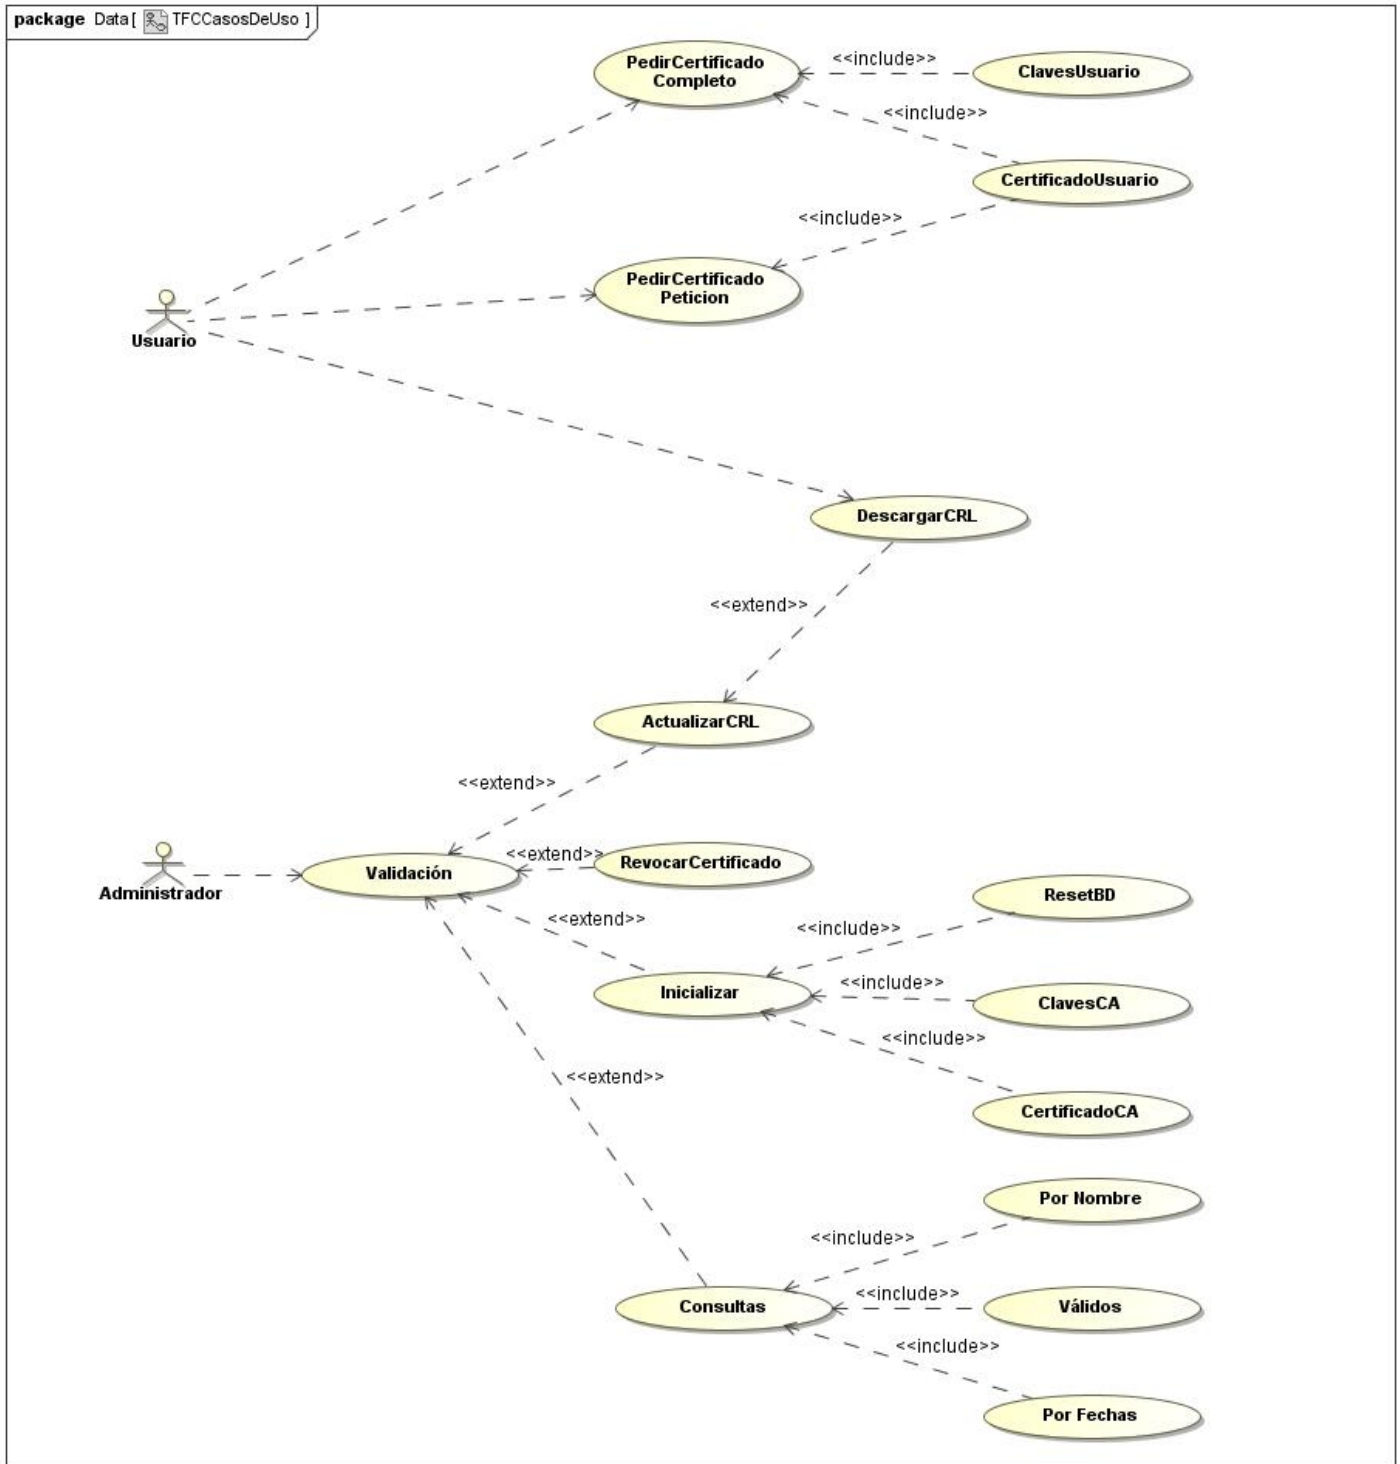 package Data [ TFCCasosDeUso ]
PedirCertificado
Completo
<<include>>
ClavesUsuario
<<include>>
CertificadoUsuario
<<include>>
PedirCertificado
Peticion
Usuario
DescargarCRL
<<extend>>
ActualizarCRL
<<extend>>
Administrador
Validación
<<extend>>
RevocarCertificado
<<extend>>
ResetBD
<<include>>
Inicializar
<<include>>
ClavesCA
<<include>>
CertificadoCA
<<extend>>
Por Nombre
<<include>>
Consultas
<<include>>
Válidos
<<include>>
Por Fechas